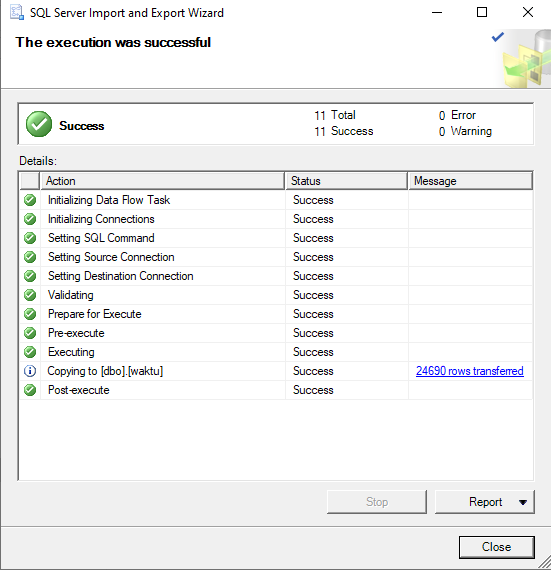 SQL Server Import and Export Wizard
The execution was successful
Success
11 Total 0 Error
11 Success 0 Warning
Details:
Action Status Message
Initializing Data Flow Task Success
Initializing Connections Success
Setting SQL Command Success
Setting Source Connection Success
Setting Destination Connection Success
Validating Success
Prepare for Execute Success
Pre-execute Success
Executing Success
Copying to [dbo].[waktu] Success 24690 rows transferred
Post-execute Success
Stop Report
Close